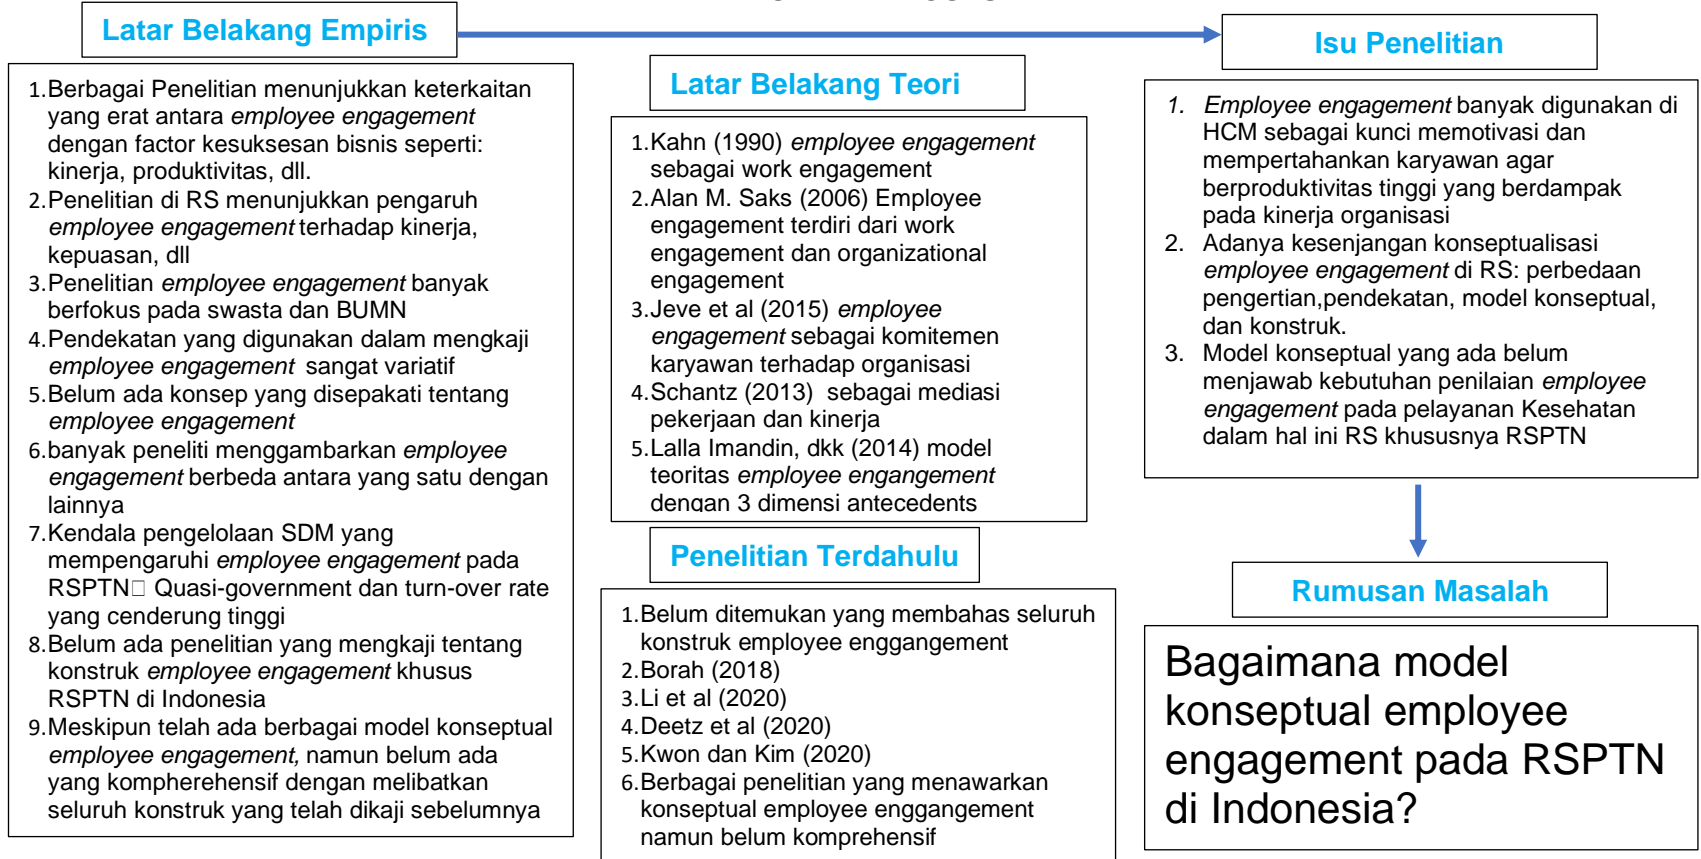 Latar Belakang Empiris
1.Berbagai Penelitian menunjukkan keterkaitan
yang erat antara employee engagement
dengan factor kesuksesan bisnis seperti:
kinerja, produktivitas, dll.
2.Penelitian di RS menunjukkan pengaruh
employee engagement terhadap kinerja,
kepuasan, dll
3.Penelitian employee engagement banyak
berfokus pada swasta dan BUMN
4.Pendekatan yang digunakan dalam mengkaji
employee engagement sangat variatif
5.Belum ada konsep yang disepakati tentang
employee engagement
6.banyak peneliti menggambarkan employee
engagement berbeda antara yang satu dengan
lainnya
7.Kendala pengelolaan SDM yang
mempengaruhi employee engagement pada
RSPTN□ Quasi-government dan turn-over rate
yang cenderung tinggi
8.Belum ada penelitian yang mengkaji tentang
konstruk employee engagement khusus
RSPTN di Indonesia
9.Meskipun telah ada berbagai model konseptual
employee engagement, namun belum ada
yang kompherehensif dengan melibatkan
seluruh konstruk yang telah dikaji sebelumnya
Latar Belakang Teori
1.Kahn (1990) employee engagement
sebagai work engagement
2.Alan M. Saks (2006) Employee
engagement terdiri dari work
engagement dan organizational
engagement
3.Jeve et al (2015) employee
engagement sebagai komitemen
karyawan terhadap organisasi
4.Schantz (2013) sebagai mediasi
pekerjaan dan kinerja
5.Lalla Imandin, dkk (2014) model
teoritas employee engangement
dengan 3 dimensi antecedents
Penelitian Terdahulu
1.Belum ditemukan yang membahas seluruh
konstruk employee enggangement
2.Borah (2018)
3.Li et al (2020)
4.Deetz et al (2020)
5.Kwon dan Kim (2020)
6.Berbagai penelitian yang menawarkan
konseptual employee enggangement
namun belum komprehensif
Isu Penelitian
1. Employee engagement banyak digunakan di
HCM sebagai kunci memotivasi dan
mempertahankan karyawan agar
berproduktivitas tinggi yang berdampak
pada kinerja organisasi
2. Adanya kesenjangan konseptualisasi
employee engagement di RS: perbedaan
pengertian,pendekatan, model konseptual,
dan konstruk.
3. Model konseptual yang ada belum
menjawab kebutuhan penilaian employee
engagement pada pelayanan Kesehatan
dalam hal ini RS khususnya RSPTN
Rumusan Masalah
Bagaimana model
konseptual employee
engagement pada RSPTN
di Indonesia?